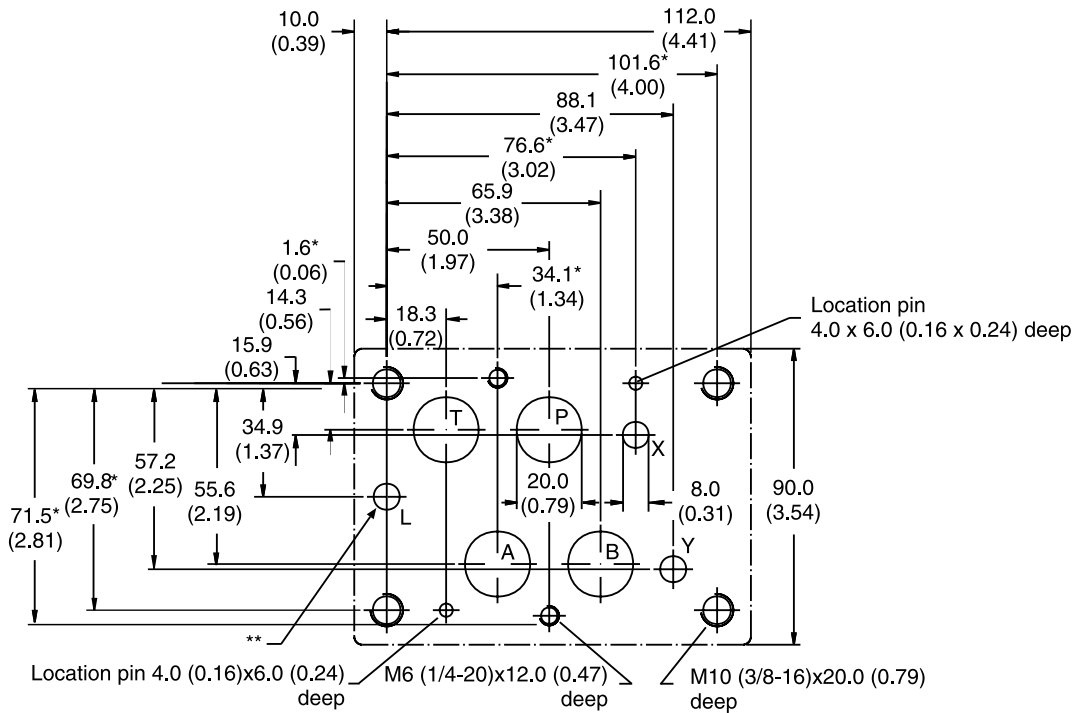 10.0
(0.39)
112.0
(4.41)
101.6*
(4.00)
88.1
(3.47)
76.6*
(3.02)
65.9
(3.38)
50.0
(1.97)
1.6*
(0.06)
34.1*
(1.34)
14.3
(0.56)
18.3
(0.72)
Location pin
4.0 x 6.0 (0.16 x 0.24) deep
15.9
(0.63)
T
P
X
34.9
(1.37)
57.2
(2.25)
69.8*
(2.75)
55.6
(2.19)
71.5*
(2.81)
20.0
(0.79)
8.0
(0.31)
90.0
(3.54)
L
A
B
Y
**
Location pin 4.0 (0.16)x6.0 (0.24)
deep
M6 (1/4-20)x12.0 (0.47)
deep
M10 (3/8-16)x20.0 (0.79)
deep